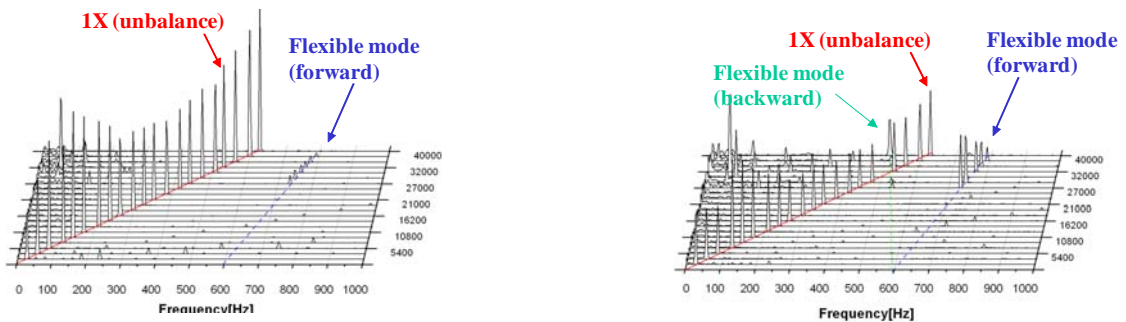 1X (unbalance)
Flexible mode
(forward)
40000
32000
27000
21000
16200
10800
5400
0 100 200 300 400 500 600 700 800 900 1000
Frequency[Hz]
1X (unbalance)
Flexible mode
(forward)
Flexible mode
(backward)
40000
32000
27000
21000
16200
10800
5400
0 100 200 300 400 500 600 700 800 900 1000
Frequency[Hz]